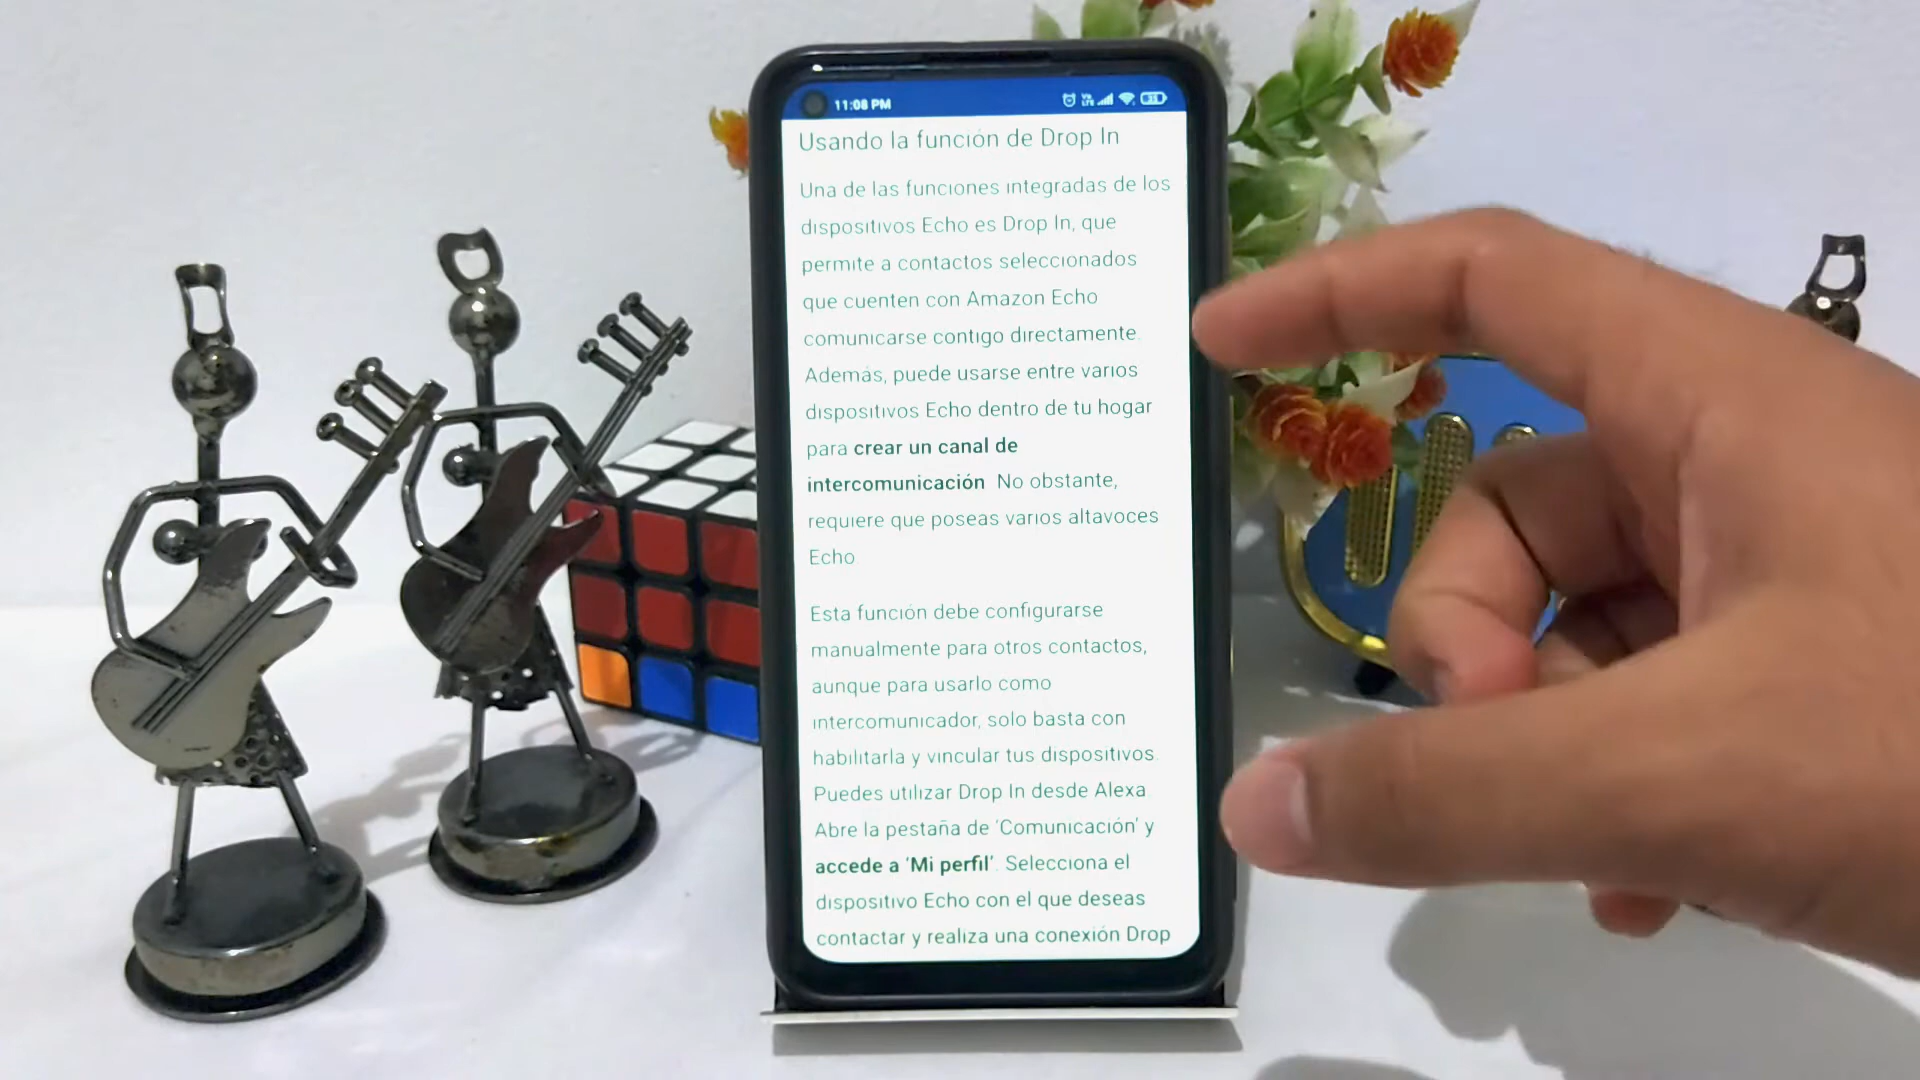 11:08 PM
Usando la función de Drop In
Una de las funciones integradas de los
dispositivos Echo es Drop In, que
permite a contactos seleccionados
que cuenten con Amazon Echo
comunicarse contigo directamente.
Además, puede usarse entre varios
dispositivos Echo dentro de tu hogar
para crear un canal de
intercomunicación. No obstante,
requiere que poseas varios altavoces
Echo.
Esta función debe configurarse
manualmente para otros contactos,
aunque para usarlo como
intercomunicador, solo basta con
habilitarla y vincular tus dispositivos.
Puedes utilizar Drop In desde Alexa.
Abre la pestaña de 'Comunicación' y
accede a 'Mi perfil'. Selecciona el
dispositivo Echo con el que deseas
contactar y realiza una conexión Drop